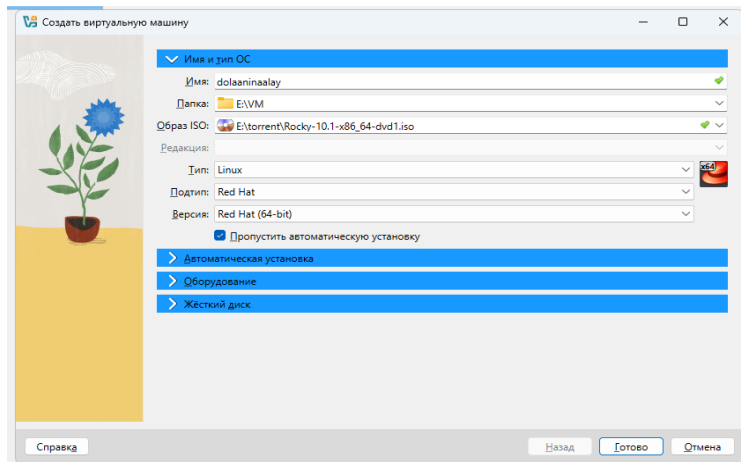 Создать виртуальную машину
Имя и тип ОС
Имя: dolaaninaalay
Папка: E:\VM
Образ ISO: E:\torrent\Rocky-10.1-x86_64-dvd1.iso
Редакция:
Тип: Linux
x64
Подтип: Red Hat
Версия: Red Hat (64-bit)
Пропустить автоматическую установку
Автоматическая установка
Оборудование
Жёсткий диск
Справка Назад Готово Отмена